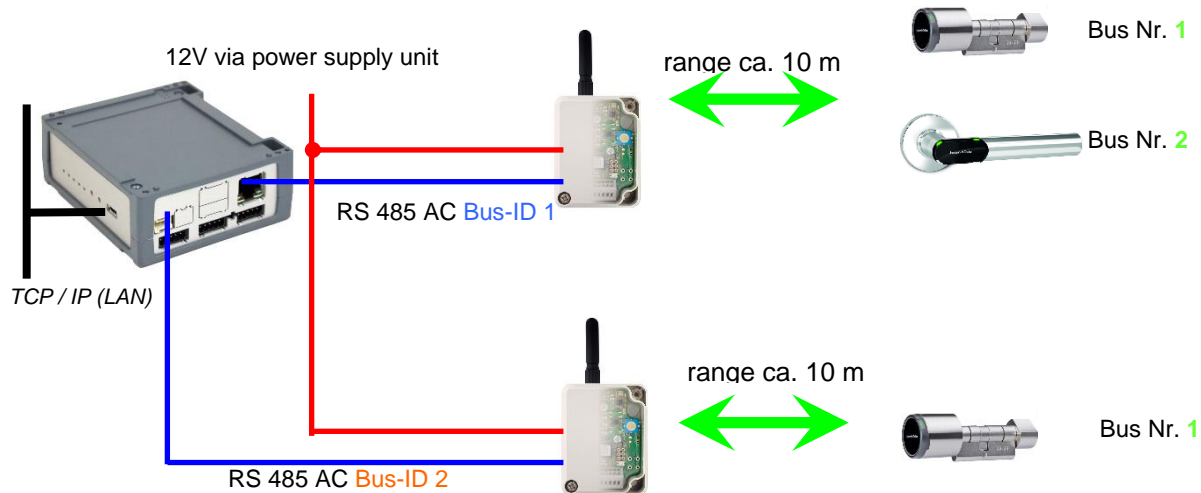 12V via power supply unit
range ca. 10 m
Bus Nr. 1
Bus Nr. 2
RS 485 AC Bus-ID 1
TCP / IP (LAN)
range ca. 10 m
Bus Nr. 1
RS 485 AC Bus-ID 2